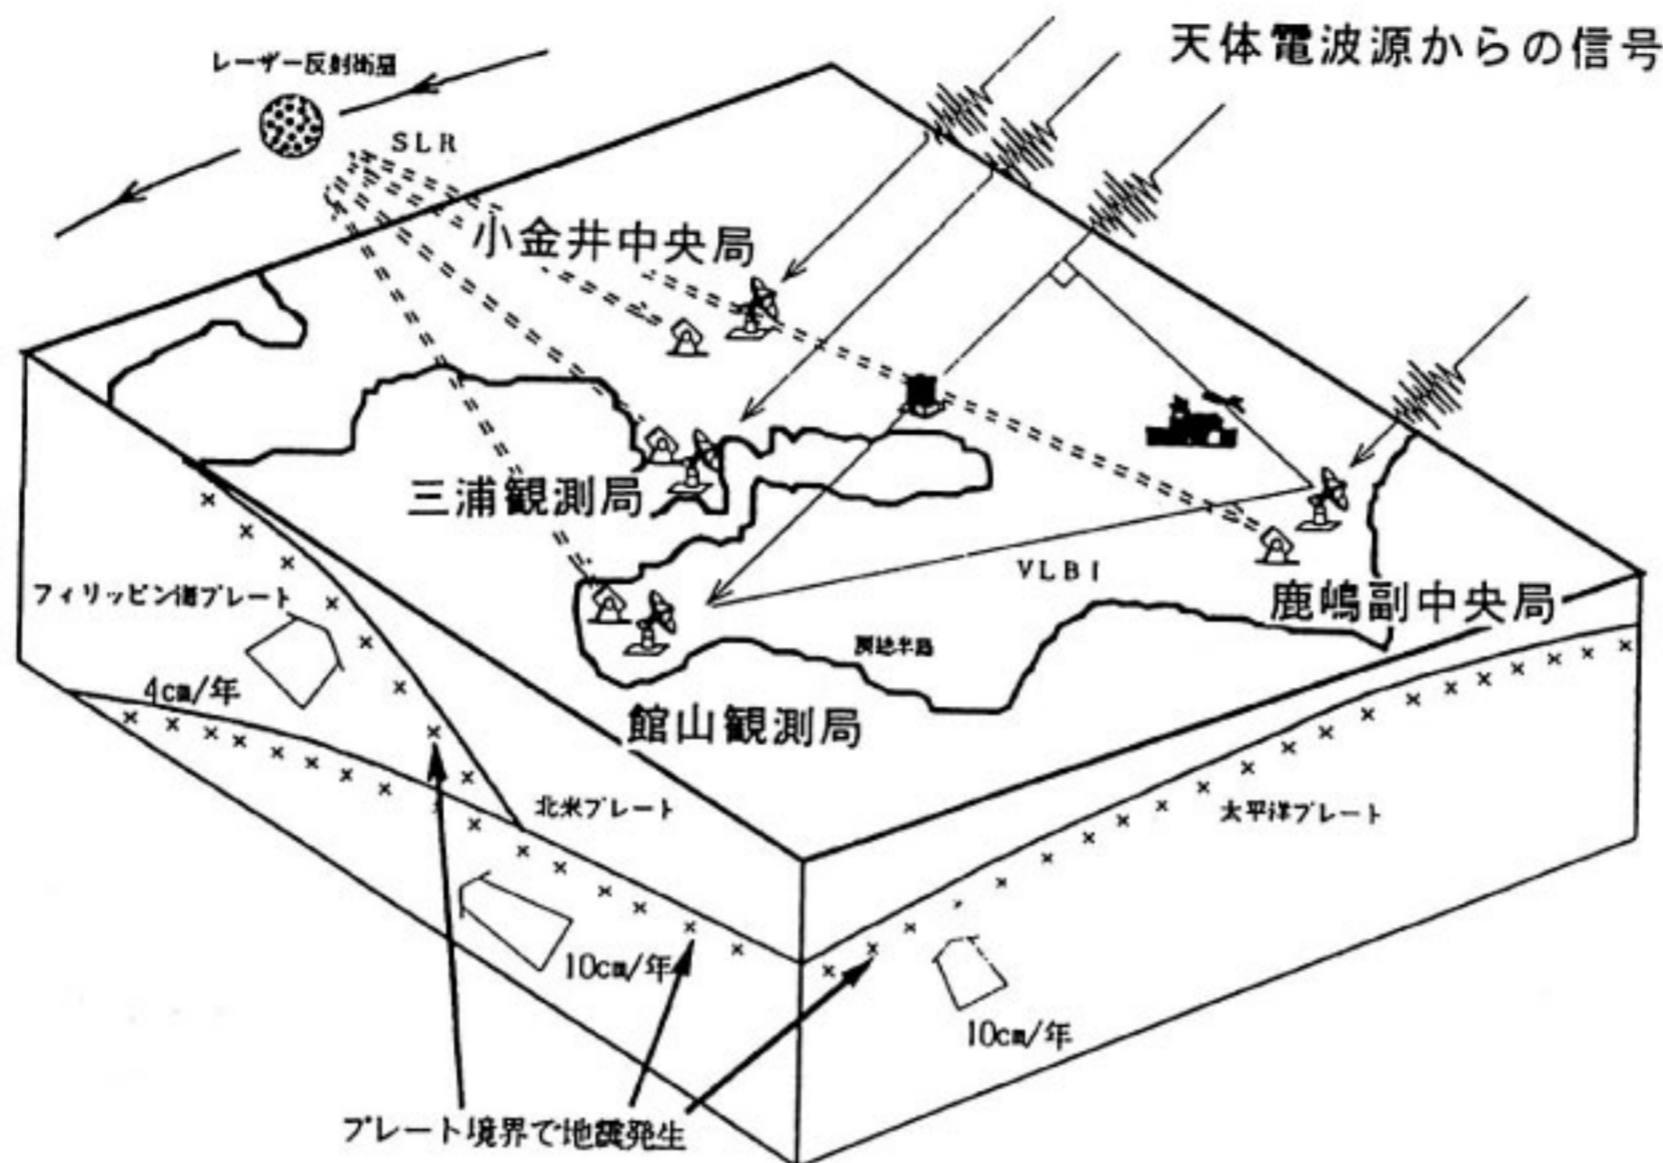 天体電波源からの信号
レーザー反射衛星
SLR
小金井中央局
三浦観測局
VLBI
フィリッピン海プレート
鹿嶋副中央局
房総半島
4cm/年
館山観測局
北米プレート
太平洋プレート
10cm/年
10cm/年
プレート境界で地震発生